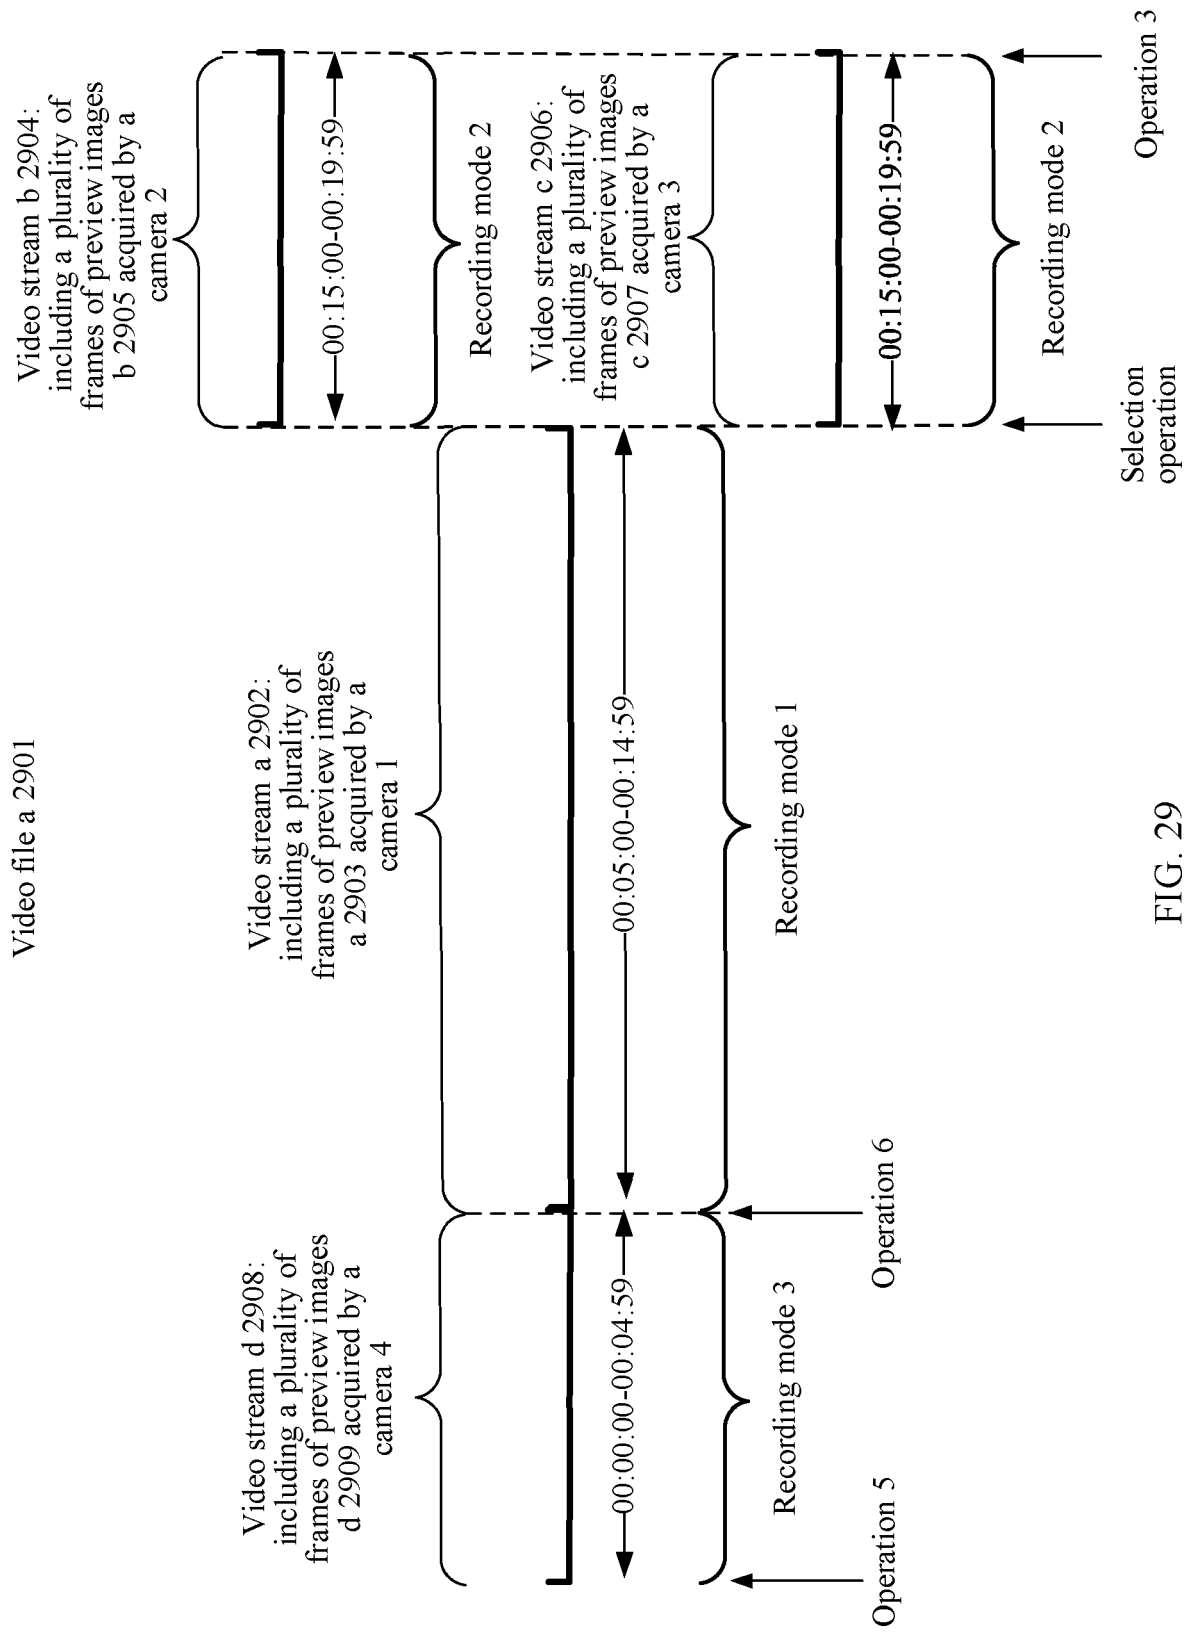 Video file a 2901
Video stream d 2908:
including a plurality of
frames of preview images
d 2909 acquired by a
camera 4
00:00:00-00:04:59
Recording mode 3
Operation 5
Operation 6
Video stream a 2902:
including a plurality of
frames of preview images
a 2903 acquired by a
camera 1
00:05:00-00:14:59
Recording mode 1
Video stream b 2904:
including a plurality of
frames of preview images
b 2905 acquired by a
camera 2
00:15:00-00:19:59
Recording mode 2
Video stream c 2906:
including a plurality of
frames of preview images
c 2907 acquired by a
camera 3
00:15:00-00:19:59
Recording mode 2
Selection
operation
Operation 3
FIG. 29